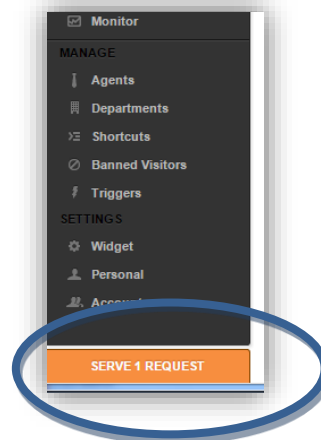 Monitor
MANAGE
Agents
Departments
Shortcuts
Banned Visitors
Triggers
SETTINGS
Widget
Personal
SERVE 1 REQUEST